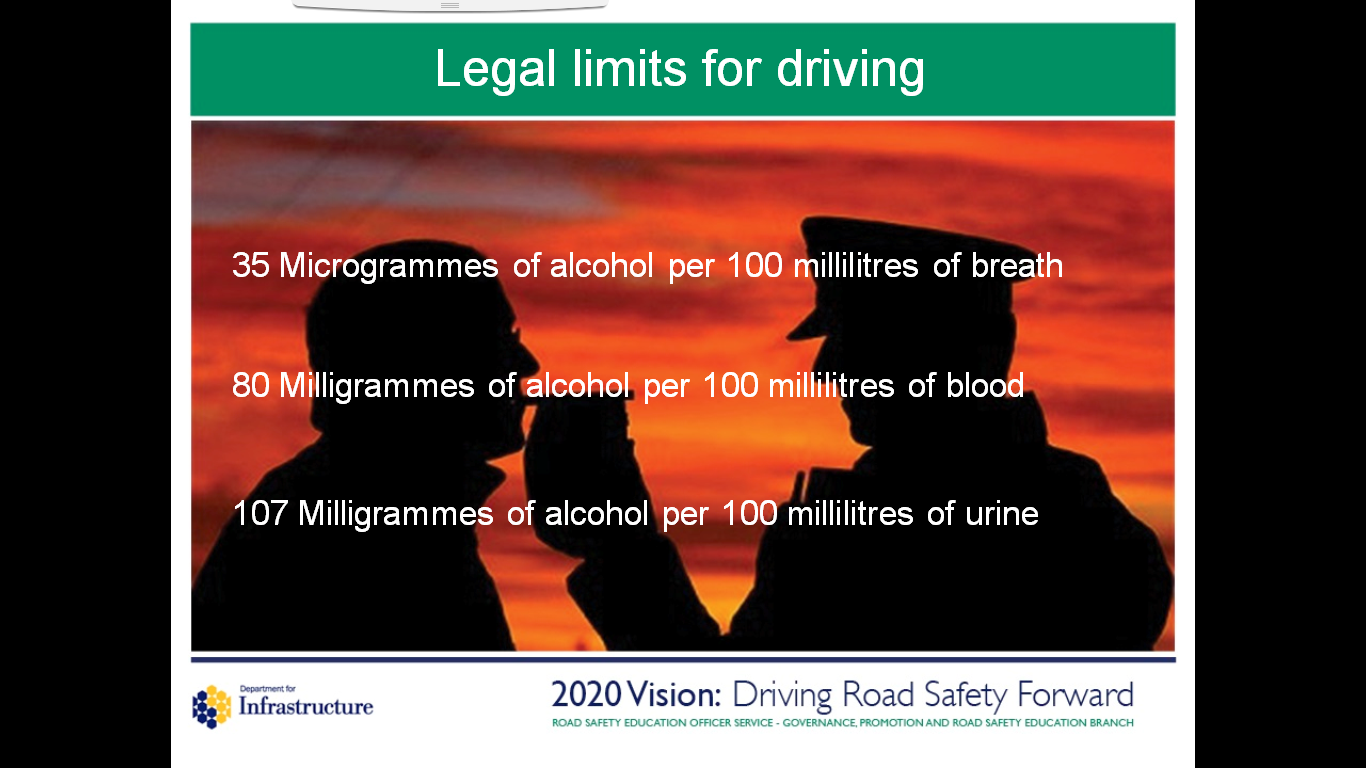 Legal limits for driving
35 Microgrammes of alcohol per 100 millilitres of breath
80 Milligrammes of alcohol per 100 millilitres of blood
107 Milligrammes of alcohol per 100 millilitres of urine
Department for
Infrastructure
2020 Vision: Driving Road Safety Forward
ROAD SAFETY EDUCATION OFFICER SERVICE - GOVERNANCE, PROMOTION AND ROAD SAFETY EDUCATION BRANCH